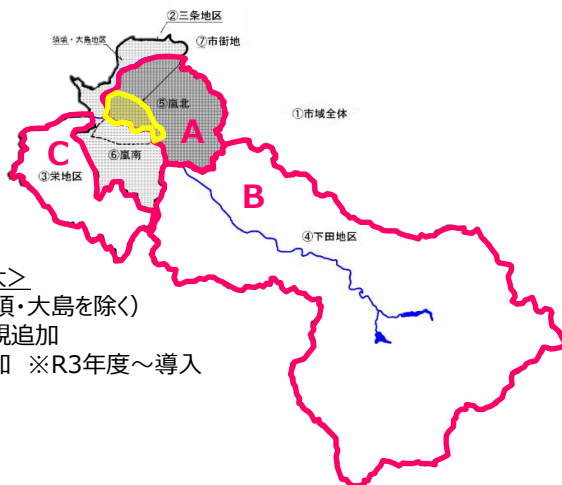 ②三条地区
須頃・大島地区
⑦市街地
⑤嵐北
①市域全体
A
C
⑥嵐南
③栄地区
B
④下田地区
>
頃・大島を除く)
規追加
加 ※R3年度～導入